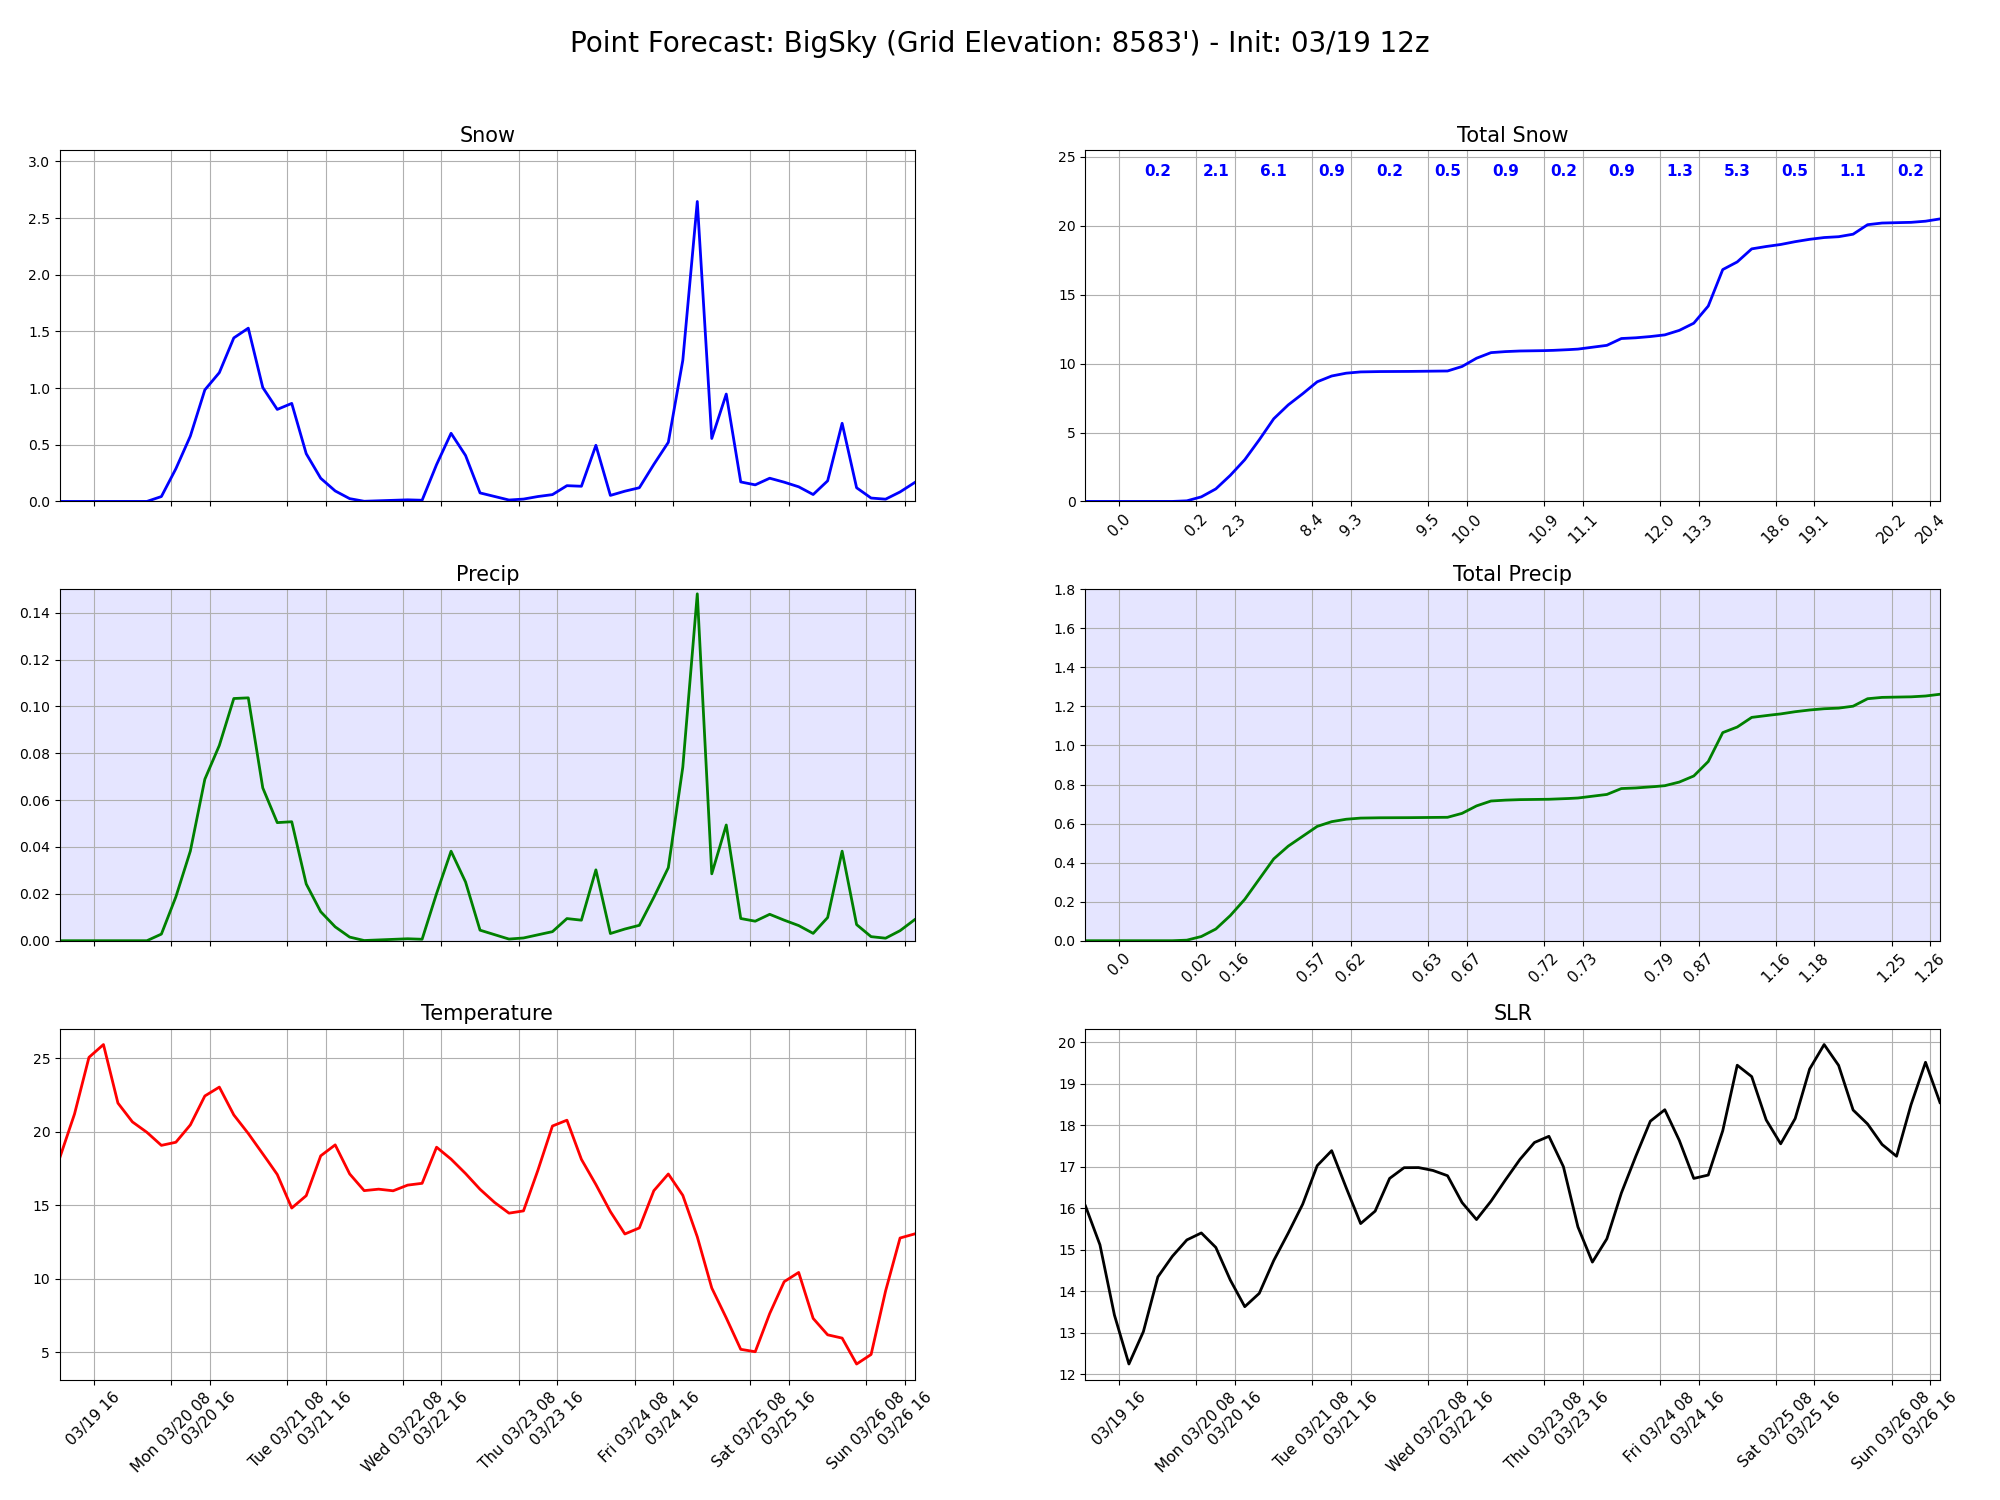 Point Forecast: BigSky (Grid Elevation: 8583') - Init: 03/19 12z
Snow
3.0
2.5
2.0
1.5
1.0
0.5
0.0
Total Snow
0.2 2.1 6.1 0.9 0.2 0.5 0.9 0.2 0.9 1.3 5.3 0.5 1.1 0.2
25
20
15
10
5
0
0.0 0.2 2.3 8.4 9.3 9.5 10.0 10.9 11.1 12.0 13.3 18.6 19.1 20.2 20.4
Precip
0.14
0.12
0.10
0.08
0.06
0.04
0.02
0.00
Total Precip
1.8
1.6
1.4
1.2
1.0
0.8
0.6
0.4
0.2
0.0
0.0 0.02 0.16 0.57 0.62 0.63 0.67 0.72 0.73 0.79 0.87 1.16 1.18 1.25 1.26
Temperature
25
20
15
10
5
03/19 16
Mon 03/20 08
03/20 16
Tue 03/21 08
03/21 16
Wed 03/22 08
03/22 16
Thu 03/23 08
03/23 16
Fri 03/24 08
03/24 16
Sat 03/25 08
03/25 16
Sun 03/26 08
03/26 16
SLR
20
19
18
17
16
15
14
13
12
03/19 16
Mon 03/20 08
03/20 16
Tue 03/21 08
03/21 16
Wed 03/22 08
03/22 16
Thu 03/23 08
03/23 16
Fri 03/24 08
03/24 16
Sat 03/25 08
03/25 16
Sun 03/26 08
03/26 16